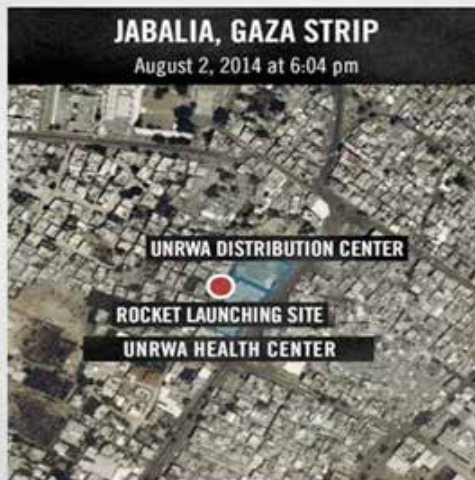 JABALIA, GAZA STRIP
August 2, 2014 at 6:04 pm
UNRWA DISTRIBUTION CENTER
ROCKET LAUNCHING SITE
UNRWA HEALTH CENTER